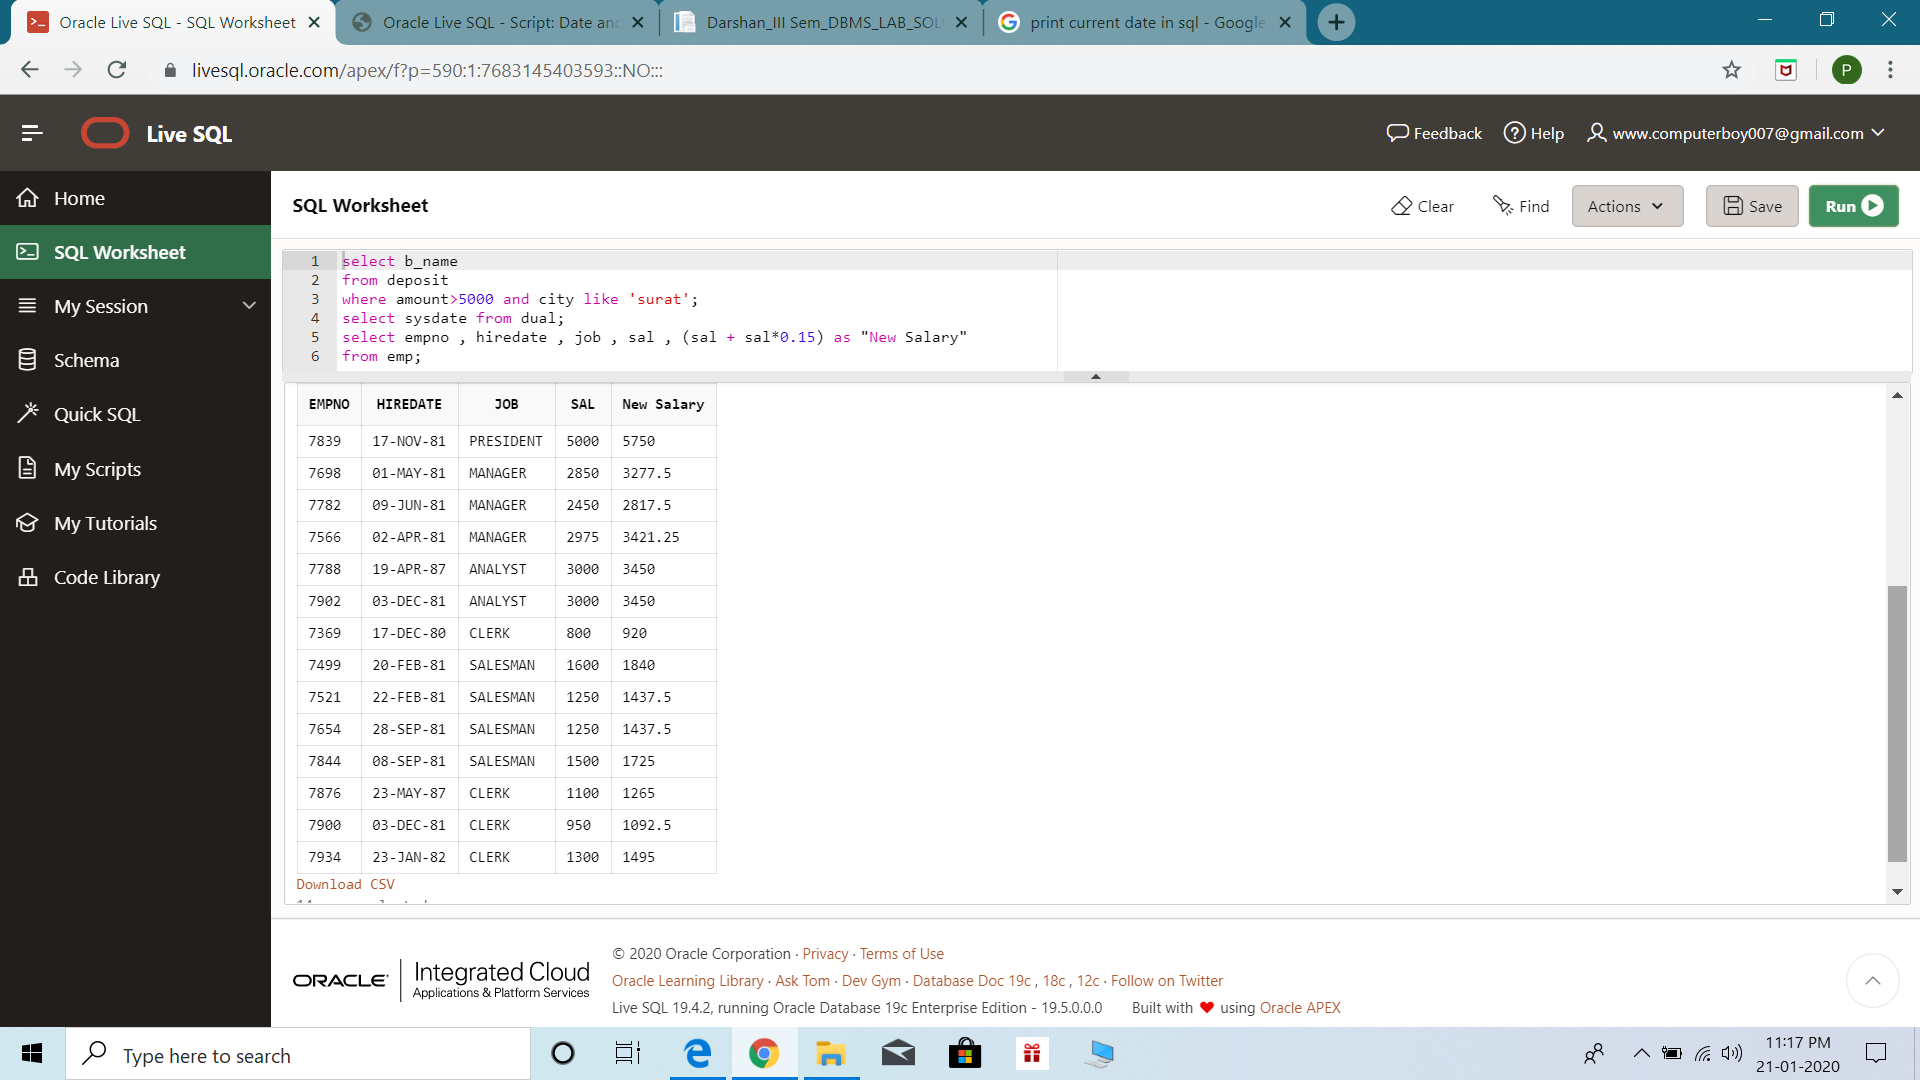 Oracle Live SQL - SQL Worksheet
Oracle Live SQL - Script: Date and
Darshan_III Sem_DBMS_LAB_SOL
print current date in sql - Google
livesql.oracle.com/apex/f?p=590:1:7683145403593::NO:::
P
Live SQL
Feedback
Help
www.computerboy007@gmail.com
Home
SQL Worksheet
My Session
Schema
Quick SQL
My Scripts
My Tutorials
Code Library
SQL Worksheet
Clear
Find
Actions
Save
Run
1 select b_name
2 from deposit
3 where amount>5000 and city like 'surat';
4 select sysdate from dual;
5 select empno , hiredate , job , sal , (sal + sal*0.15) as "New Salary"
6 from emp;
EMPNO HIREDATE JOB SAL New Salary
7839 17-NOV-81 PRESIDENT 5000 5750
7698 01-MAY-81 MANAGER 2850 3277.5
7782 09-JUN-81 MANAGER 2450 2817.5
7566 02-APR-81 MANAGER 2975 3421.25
7788 19-APR-87 ANALYST 3000 3450
7902 03-DEC-81 ANALYST 3000 3450
7369 17-DEC-80 CLERK 800 920
7499 20-FEB-81 SALESMAN 1600 1840
7521 22-FEB-81 SALESMAN 1250 1437.5
7654 28-SEP-81 SALESMAN 1250 1437.5
7844 08-SEP-81 SALESMAN 1500 1725
7876 23-MAY-87 CLERK 1100 1265
7900 03-DEC-81 CLERK 950 1092.5
7934 23-JAN-82 CLERK 1300 1495
Download CSV
ORACLE Integrated Cloud
Applications & Platform Services
© 2020 Oracle Corporation · Privacy · Terms of Use
Oracle Learning Library · Ask Tom · Dev Gym · Database Doc 19c , 18c , 12c · Follow on Twitter
Live SQL 19.4.2, running Oracle Database 19c Enterprise Edition - 19.5.0.0.0 Built with ♥ using Oracle APEX
Type here to search
11:17 PM
21-01-2020